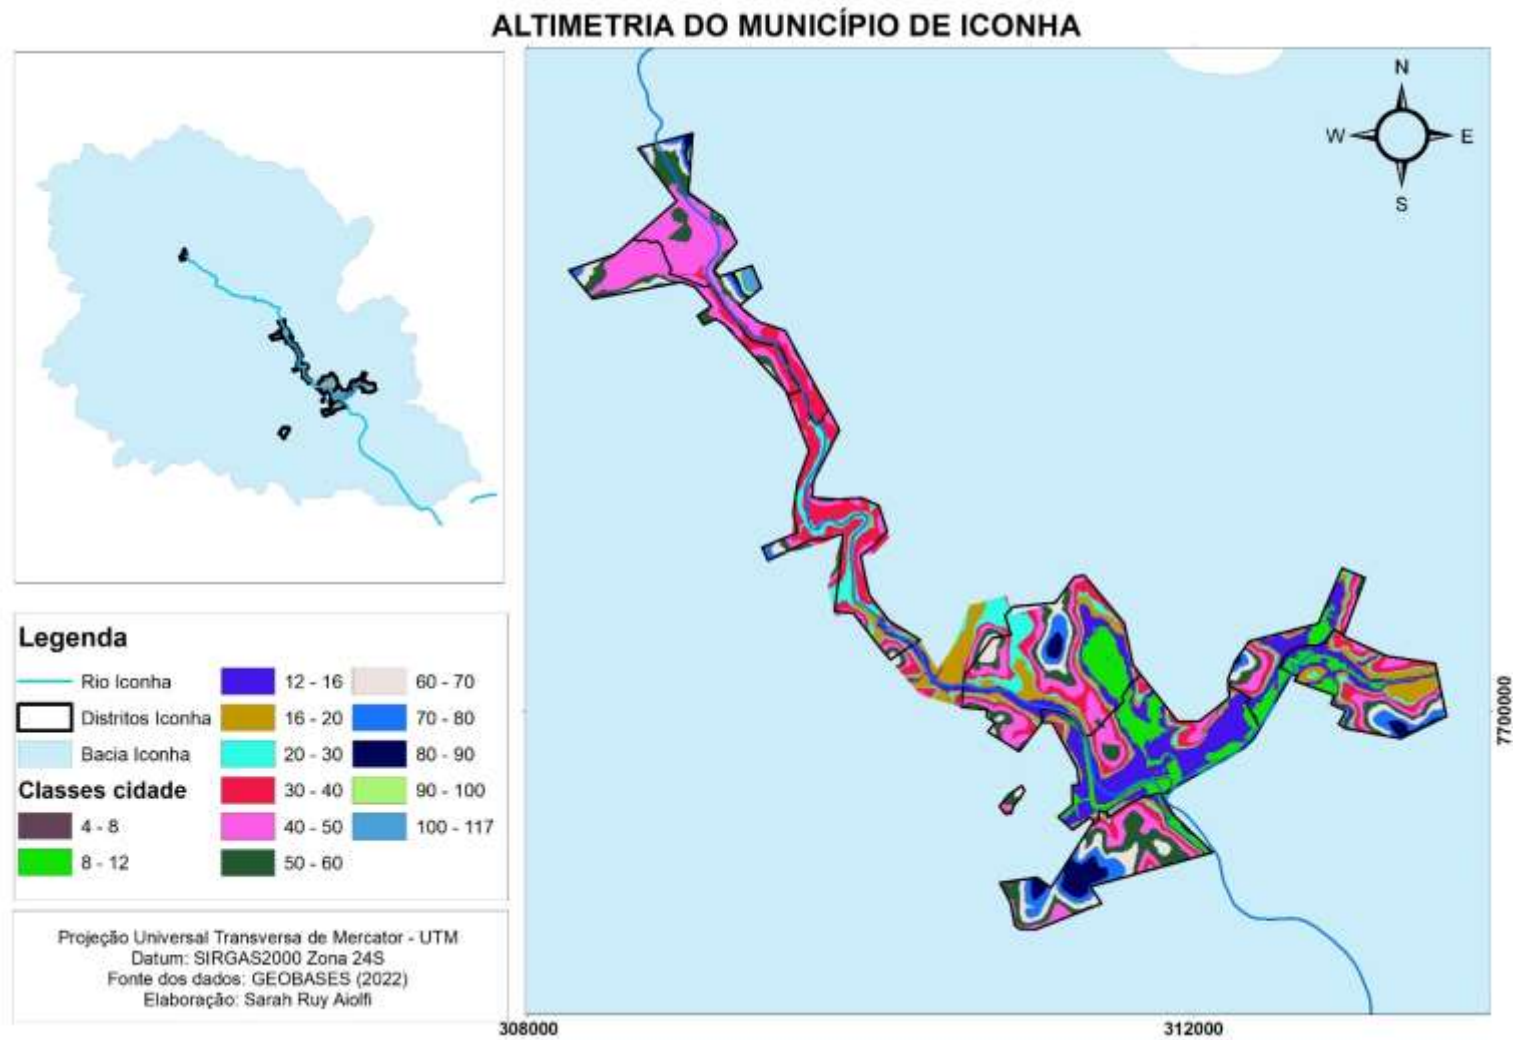 ALTIMETRIA DO MUNICÍPIO DE ICONHA
N
W E
S
Legenda
Rio Iconha
Distritos Iconha
Bacia Iconha
Classes cidade
4 - 8
8 - 12
12 - 16
16 - 20
20 - 30
30 - 40
40 - 50
50 - 60
60 - 70
70 - 80
80 - 90
90 - 100
100 - 117
Projeção Universal Transversa de Mercator - UTM
Datum: SIRGAS2000 Zona 24S
Fonte dos dados: GEOBASES (2022)
Elaboração: Sarah Ruy Aiolfi
7700000
308000
312000